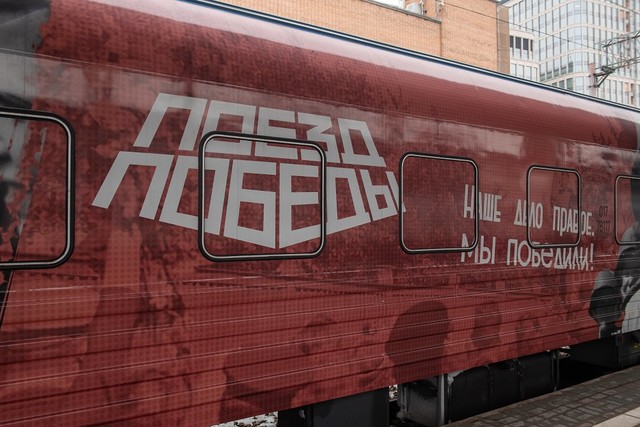 ПОЕЗД
ПОБЕДЫ
НАШЕ ДЕЛО ПРАВОЕ.
МЫ ПОБЕДИЛИ!